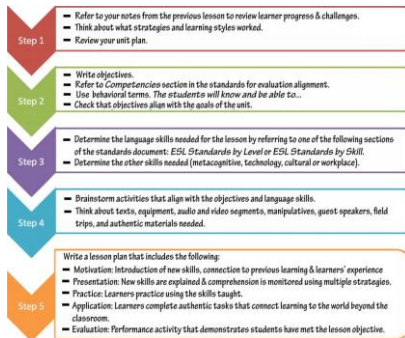 Step 1
Refer to your notes from the previous lesson to review learner progress & challenges.
Think about what strategies and learning styles worked.
Review your unit plan.
Step 2
Write objectives.
Refer to Competencies section in the standards for evaluation alignment.
Use behavioral terms. The students will know and be able to...
Check that objectives align with the goals of the unit.
Step 3
Determine the language skills needed for the lesson by referring to one of the following sections
of the standards document: ESL Standards by Level or ESL Standards by Skill.
Determine the other skills needed (metacognitive, technology, cultural or workplace).
Step 4
Brainstorm activities that align with the objectives and language skills.
Think about texts, equipment, audio and video segments, manipulatives, guest speakers, field
trips, and authentic materials needed.
Step 5
Write a lesson plan that includes the following:
Motivation: Introduction of new skills, connection to previous learning & learners' experience
Presentation: New skills are explained & comprehension is monitored using multiple strategies.
Practice: Learners practice using the skills taught.
Application: Learners complete authentic tasks that connect learning to the world beyond the
classroom.
Evaluation: Performance activity that demonstrates students have met the lesson objective.